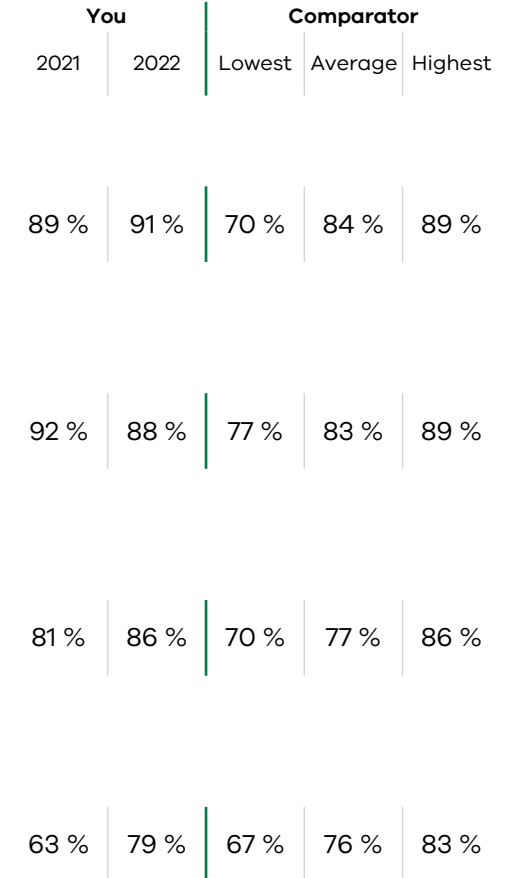 You Comparator
2021 2022 Lowest Average Highest
89 % 91 % 70 % 84 % 89 %
92 % 88 % 77 % 83 % 89 %
81 % 86 % 70 % 77 % 86 %
63 % 79 % 67 % 76 % 83 %